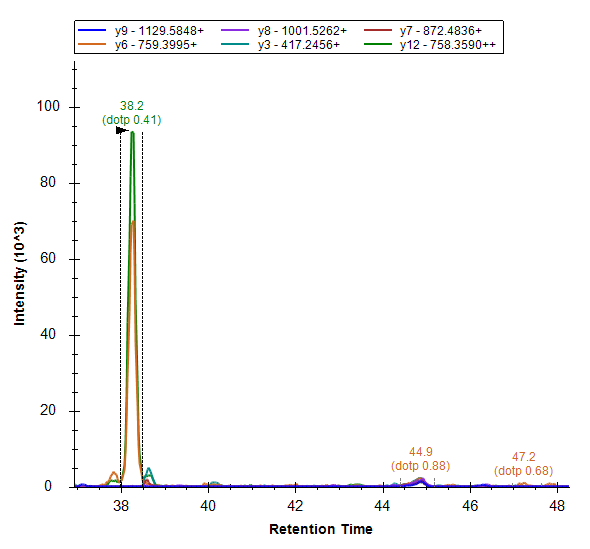 y9 - 1129.5848+ y8 - 1001.5262+ y7 - 872.4836+
y6 - 759.3995+ y3 - 417.2456+ y12 - 758.3590++
100
80
60
40
20
0
Intensity (10^3)
38.2
(dotp 0.41)
44.9
(dotp 0.88)
47.2
(dotp 0.68)
38 40 42 44 46 48
Retention Time